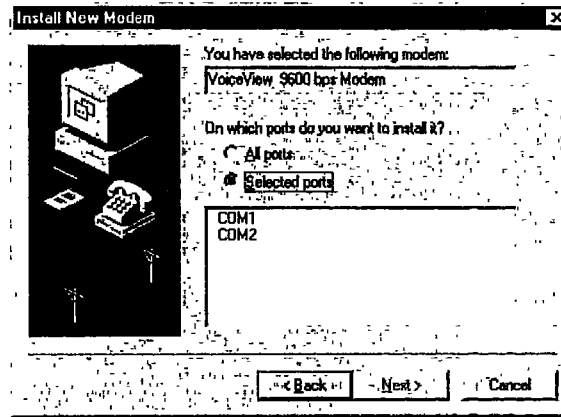 Install New Modem
You have selected the following modem:
VoiceView 9600 bps Modem
On which ports do you want to install it?
All ports
Selected ports
COM1
COM2
< Back
Next >
Cancel